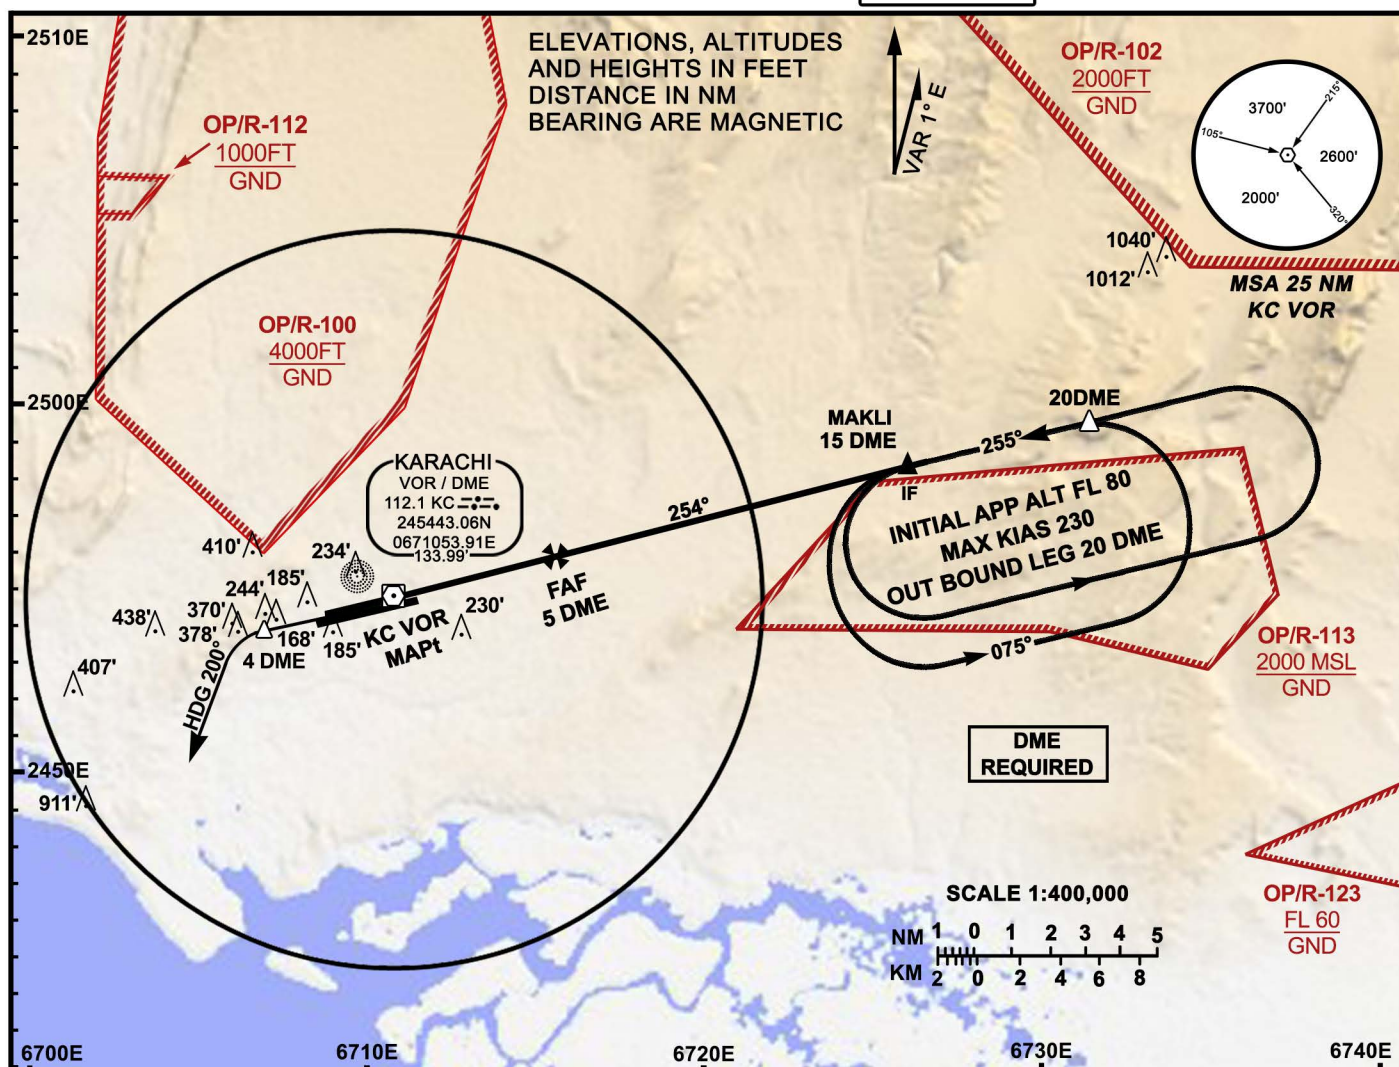 2510E
ELEVATIONS, ALTITUDES
AND HEIGHTS IN FEET
DISTANCE IN NM
BEARING ARE MAGNETIC
VAR 1° E
OP/R-102
2000FT
GND
3700'
215°
105°
2600'
2000'
320°
MSA 25 NM
KC VOR
OP/R-112
1000FT
GND
1040'
1012'
OP/R-100
4000FT
GND
2500E
MAKLI
15 DME
20DME
255°
IF
INITIAL APP ALT FL 80
MAX KIAS 230
OUT BOUND LEG 20 DME
KARACHI
VOR / DME
112.1 KC
245443.06N
0671053.91E
133.99'
254°
410'
234'
FAF
5 DME
244'
185'
438'
370'
378'
168'
185'
230'
4 DME
KC VOR
MAPt
075°
OP/R-113
2000 MSL
GND
407'
HDG 200°
DME
REQUIRED
2450E
911'
OP/R-123
FL 60
GND
SCALE 1:400,000
NM 1 0 1 2 3 4 5
KM 2 0 2 4 6 8
6700E
6710E
6720E
6730E
6740E